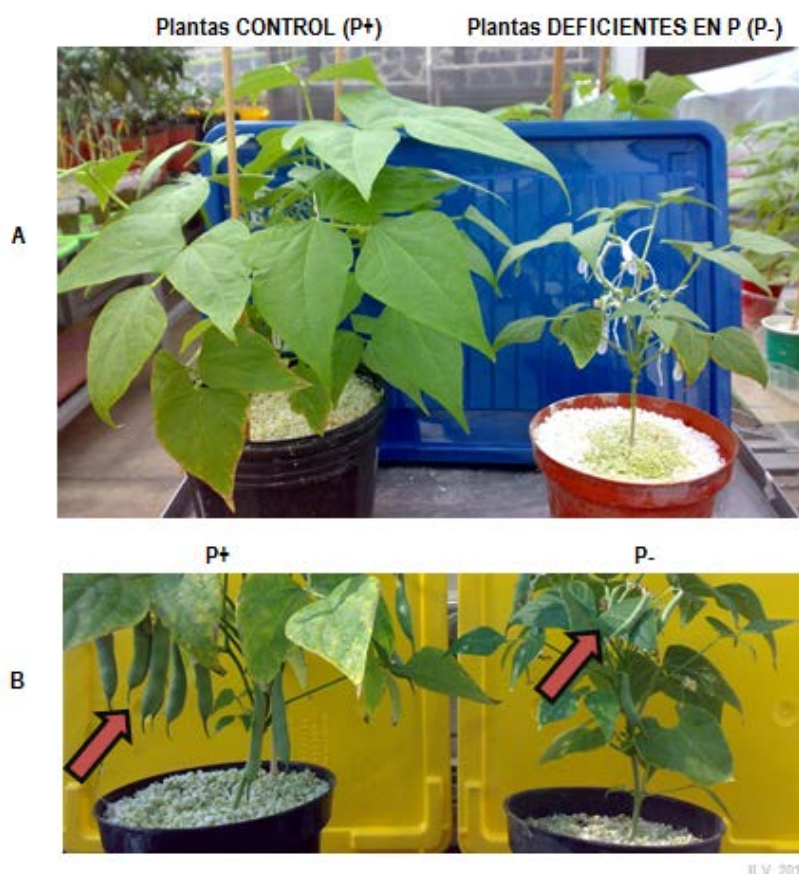 Plantas CONTROL (P+) Plantas DEFICIENTES EN P (P-)
A
P+ P-
B